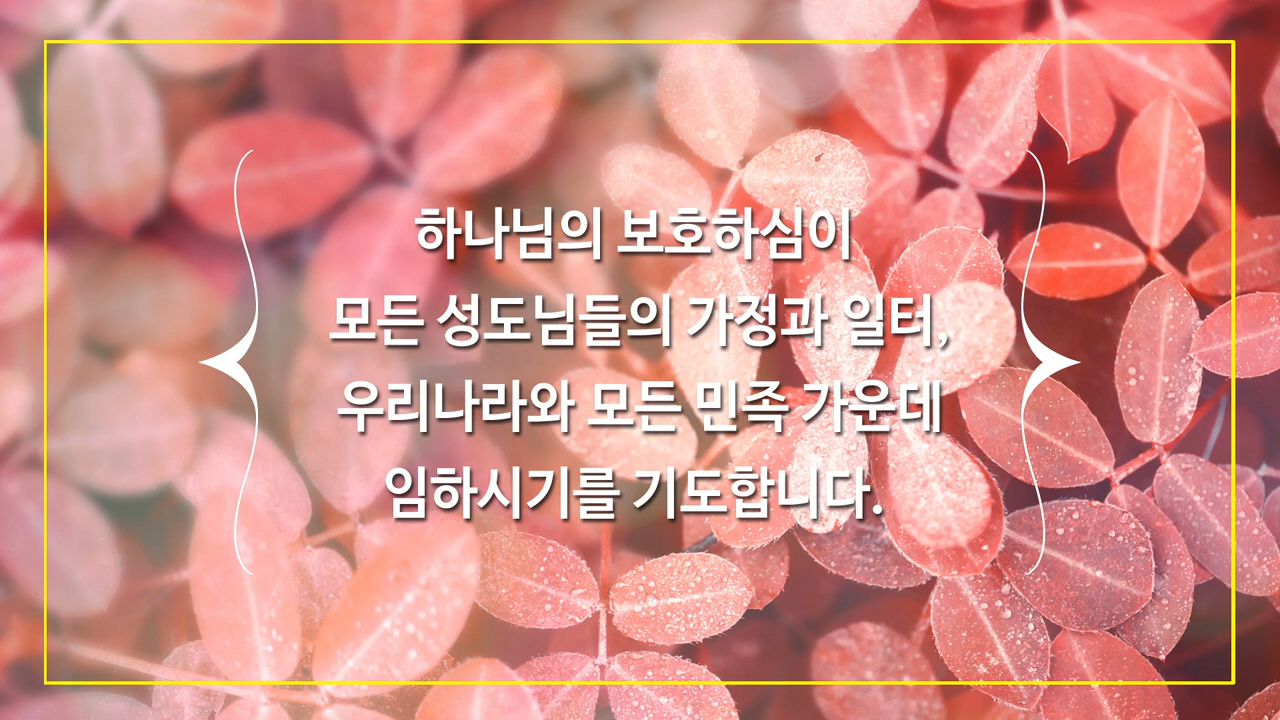 하나님의 보호하심이
모든 성도님들의 가정과 일터,
우리나라와 모든 민족 가운데
임하시기를 기도합니다.